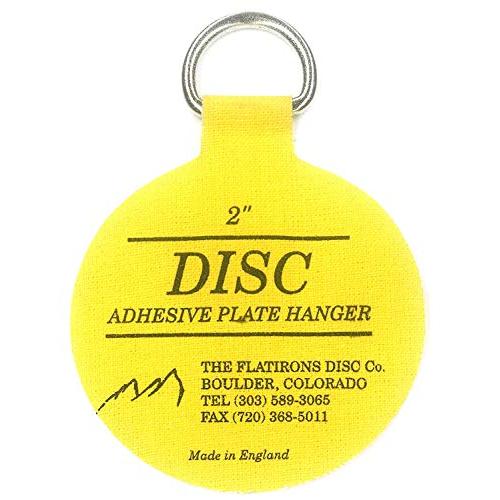 2"
DISC
ADHESIVE PLATE HANGER
THE FLATIRONS DISC Co.
BOULDER, COLORADO
TEL (303) 589-3065
FAX (720) 368-5011
Made in England